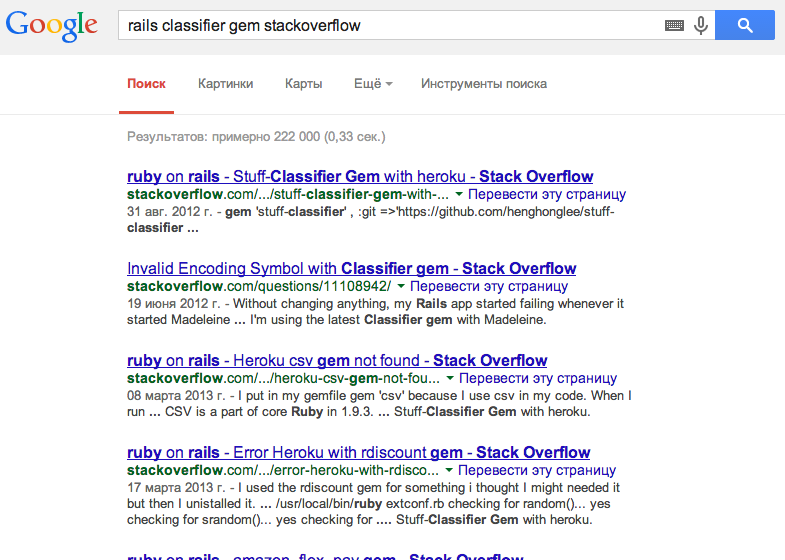 Google
rails classifier gem stackoverflow
Поиск Картинки Карты Ещё Инструменты поиска
Результатов: примерно 222 000 (0,33 сек.)
ruby on rails - Stuff-Classifier Gem with heroku - Stack Overflow
stackoverflow.com/.../stuff-classifier-gem-with-... Перевести эту страницу
31 авг. 2012 г. - gem 'stuff-classifier' , :git =>'https://github.com/henghonglee/stuff-
classifier ...
Invalid Encoding Symbol with Classifier gem - Stack Overflow
stackoverflow.com/questions/11108942/ Перевести эту страницу
19 июня 2012 г. - Without changing anything, my Rails app started failing whenever it
started Madeleine ... I'm using the latest Classifier gem with Madeleine.
ruby on rails - Heroku csv gem not found - Stack Overflow
stackoverflow.com/.../heroku-csv-gem-not-fou... Перевести эту страницу
08 марта 2013 г. - I put in my gemfile gem 'csv' because I use csv in my code. When I
run ... CSV is a part of core Ruby in 1.9.3. ... Stuff-Classifier Gem with heroku.
ruby on rails - Error Heroku with rdiscount gem - Stack Overflow
stackoverflow.com/.../error-heroku-with-rdisco... Перевести эту страницу
17 марта 2013 г. - I used the rdiscount gem for something i thought I might needed it
but then I unistalled it. ... /usr/local/bin/ruby extconf.rb checking for random()... yes
checking for srandom()... yes checking for .... Stuff-Classifier Gem with heroku.
ruby on rails - amazon_flex_pay gem - Stack Overflow